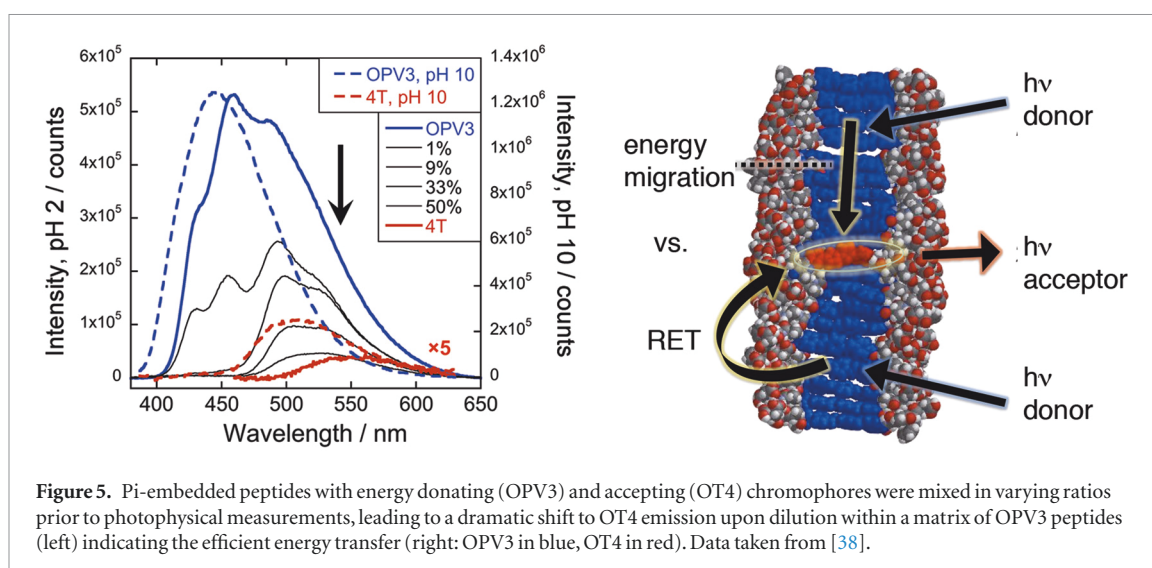 6x10⁵
5x10⁵
4x10⁵
3x10⁵
2x10⁵
1x10⁵
0
Intensity, pH 2 / counts
400 450 500 550 600 650
Wavelength / nm
1.4x10⁶
1.2x10⁶
1x10⁶
8x10⁵
6x10⁵
4x10⁵
2x10⁵
0
Intensity, pH 10 / counts
OPV3, pH 10
4T, pH 10
OPV3
1%
9%
33%
50%
4T
×5
energy
migration
vs.
RET
hν
donor
hν
acceptor
hν
donor
Figure 5. Pi-embedded peptides with energy donating (OPV3) and accepting (OT4) chromophores were mixed in varying ratios
prior to photophysical measurements, leading to a dramatic shift to OT4 emission upon dilution within a matrix of OPV3 peptides
(left) indicating the efficient energy transfer (right: OPV3 in blue, OT4 in red). Data taken from [38].